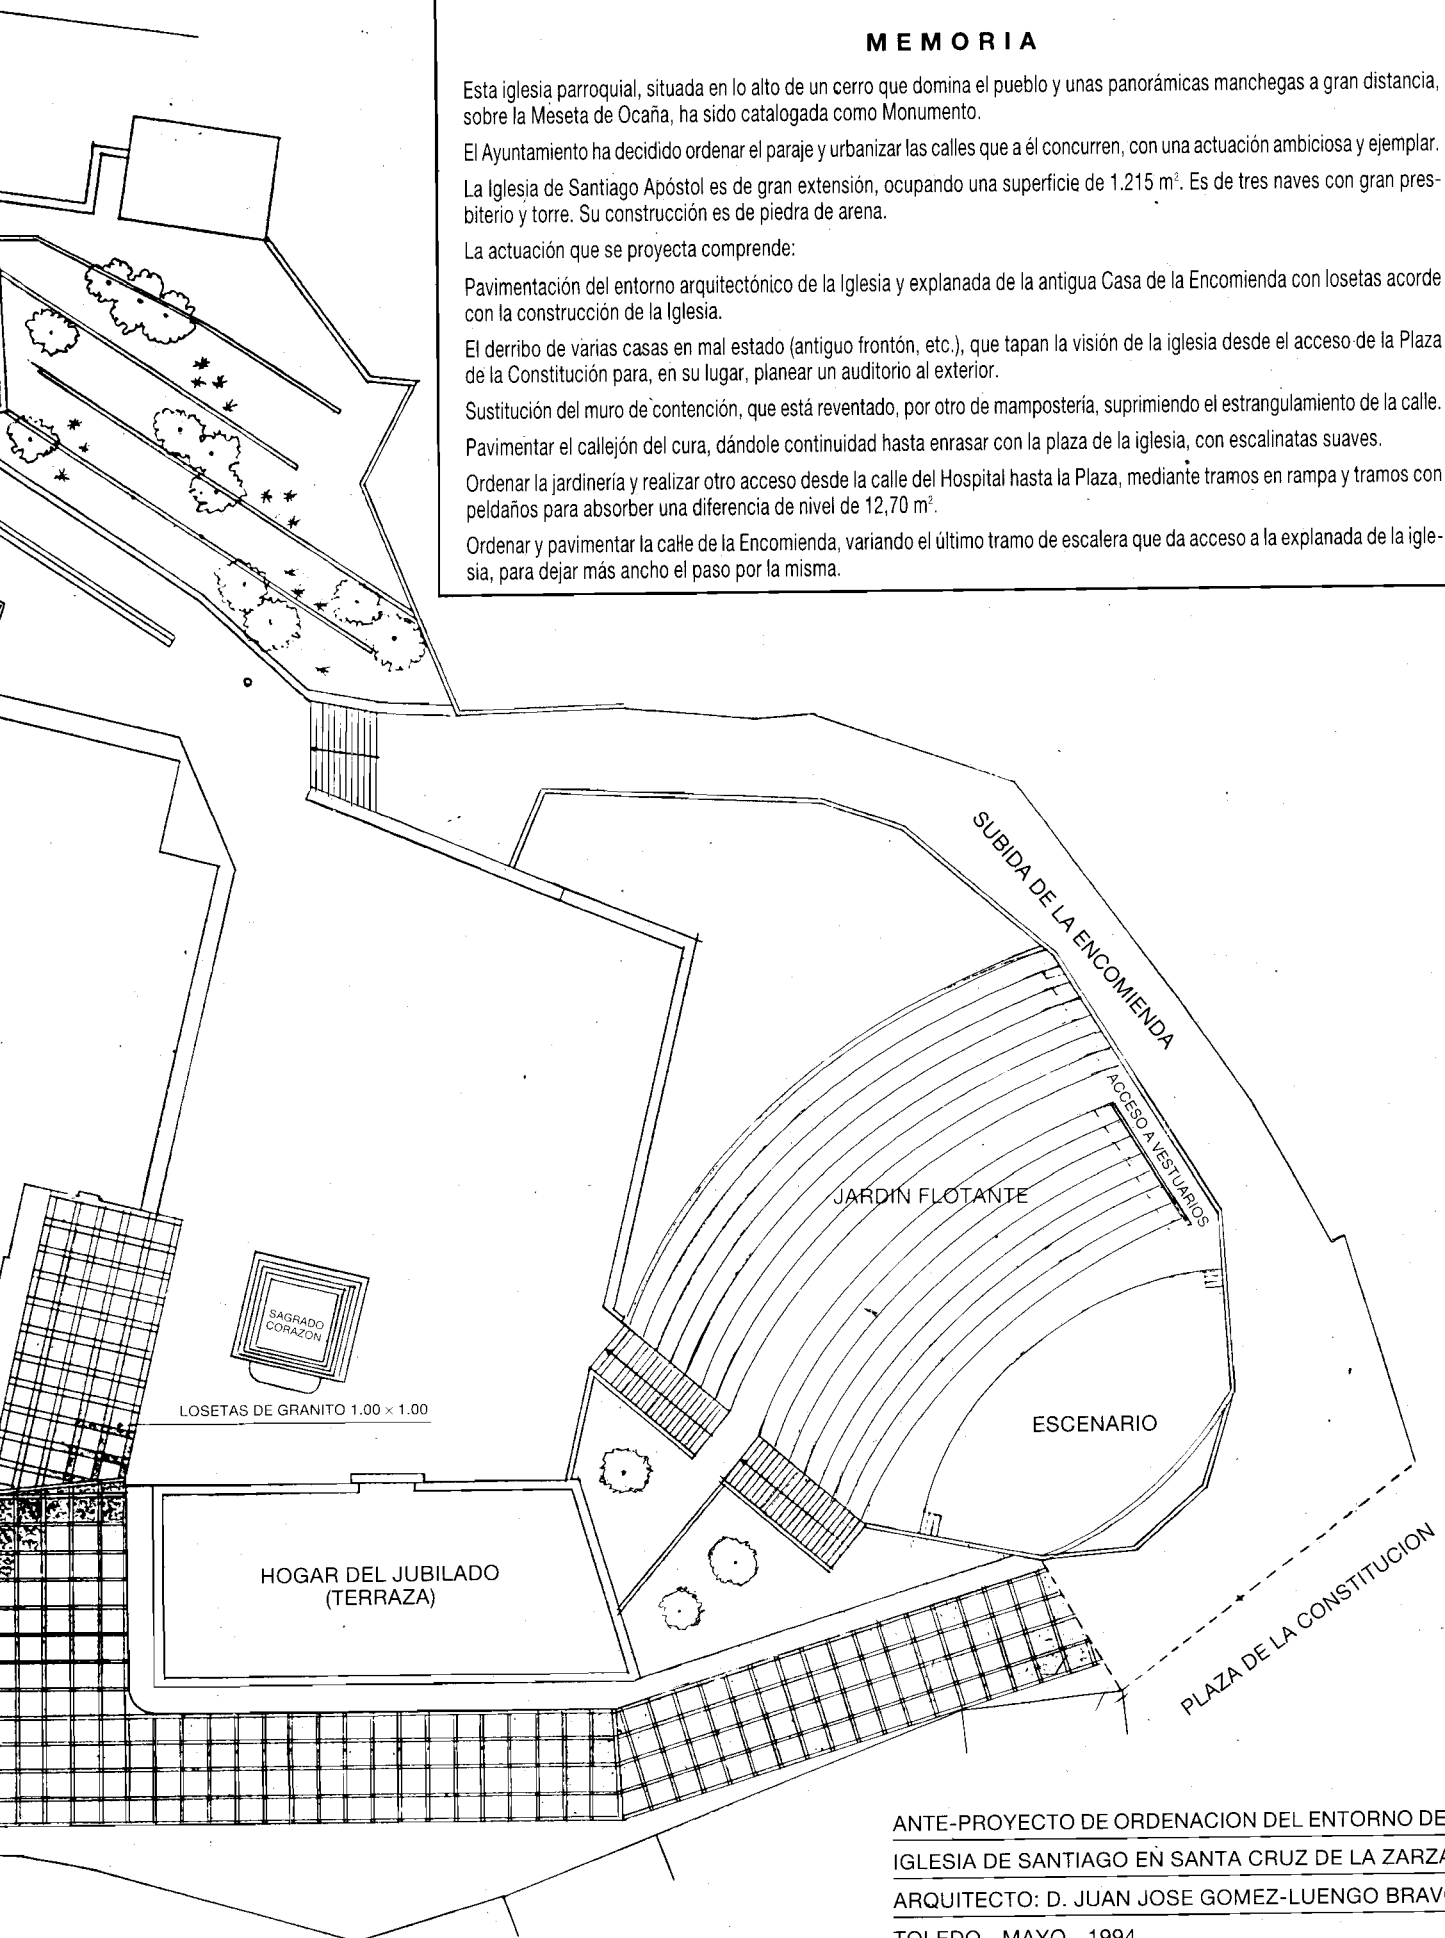 MEMORIA
Esta iglesia parroquial, situada en lo alto de un cerro que domina el pueblo y unas panorámicas manchegas a gran distancia,
sobre la Meseta de Ocaña, ha sido catalogada como Monumento.
El Ayuntamiento ha decidido ordenar el paraje y urbanizar las calles que a él concurren, con una actuación ambiciosa y ejemplar.
La Iglesia de Santiago Apóstol es de gran extensión, ocupando una superficie de 1.215 m². Es de tres naves con gran pres-
biterio y torre. Su construcción es de piedra de arena.
La actuación que se proyecta comprende:
Pavimentación del entorno arquitectónico de la Iglesia y explanada de la antigua Casa de la Encomienda con losetas acorde
con la construcción de la Iglesia.
El derribo de varias casas en mal estado (antiguo frontón, etc.), que tapan la visión de la iglesia desde el acceso de la Plaza
de la Constitución para, en su lugar, planear un auditorio al exterior.
Sustitución del muro de contención, que está reventado, por otro de mampostería, suprimiendo el estrangulamiento de la calle.
Pavimentar el callejón del cura, dándole continuidad hasta enrasar con la plaza de la iglesia, con escalinatas suaves.
Ordenar la jardinería y realizar otro acceso desde la calle del Hospital hasta la Plaza, mediante tramos en rampa y tramos con
peldaños para absorber una diferencia de nivel de 12,70 m².
Ordenar y pavimentar la calle de la Encomienda, variando el último tramo de escalera que da acceso a la explanada de la igle-
sia, para dejar más ancho el paso por la misma.
SUBIDA DE LA ENCOMIENDA
ACCESO A VESTUARIOS
JARDIN FLOTANTE
SAGRADO
CORAZON
LOSETAS DE GRANITO 1.00 × 1.00
ESCENARIO
HOGAR DEL JUBILADO
(TERRAZA)
PLAZA DE LA CONSTITUCION
ANTE-PROYECTO DE ORDENACION DEL ENTORNO DE
IGLESIA DE SANTIAGO EN SANTA CRUZ DE LA ZARZA
ARQUITECTO: D. JUAN JOSE GOMEZ-LUENGO BRAVO
TOLEDO MAYO 1994